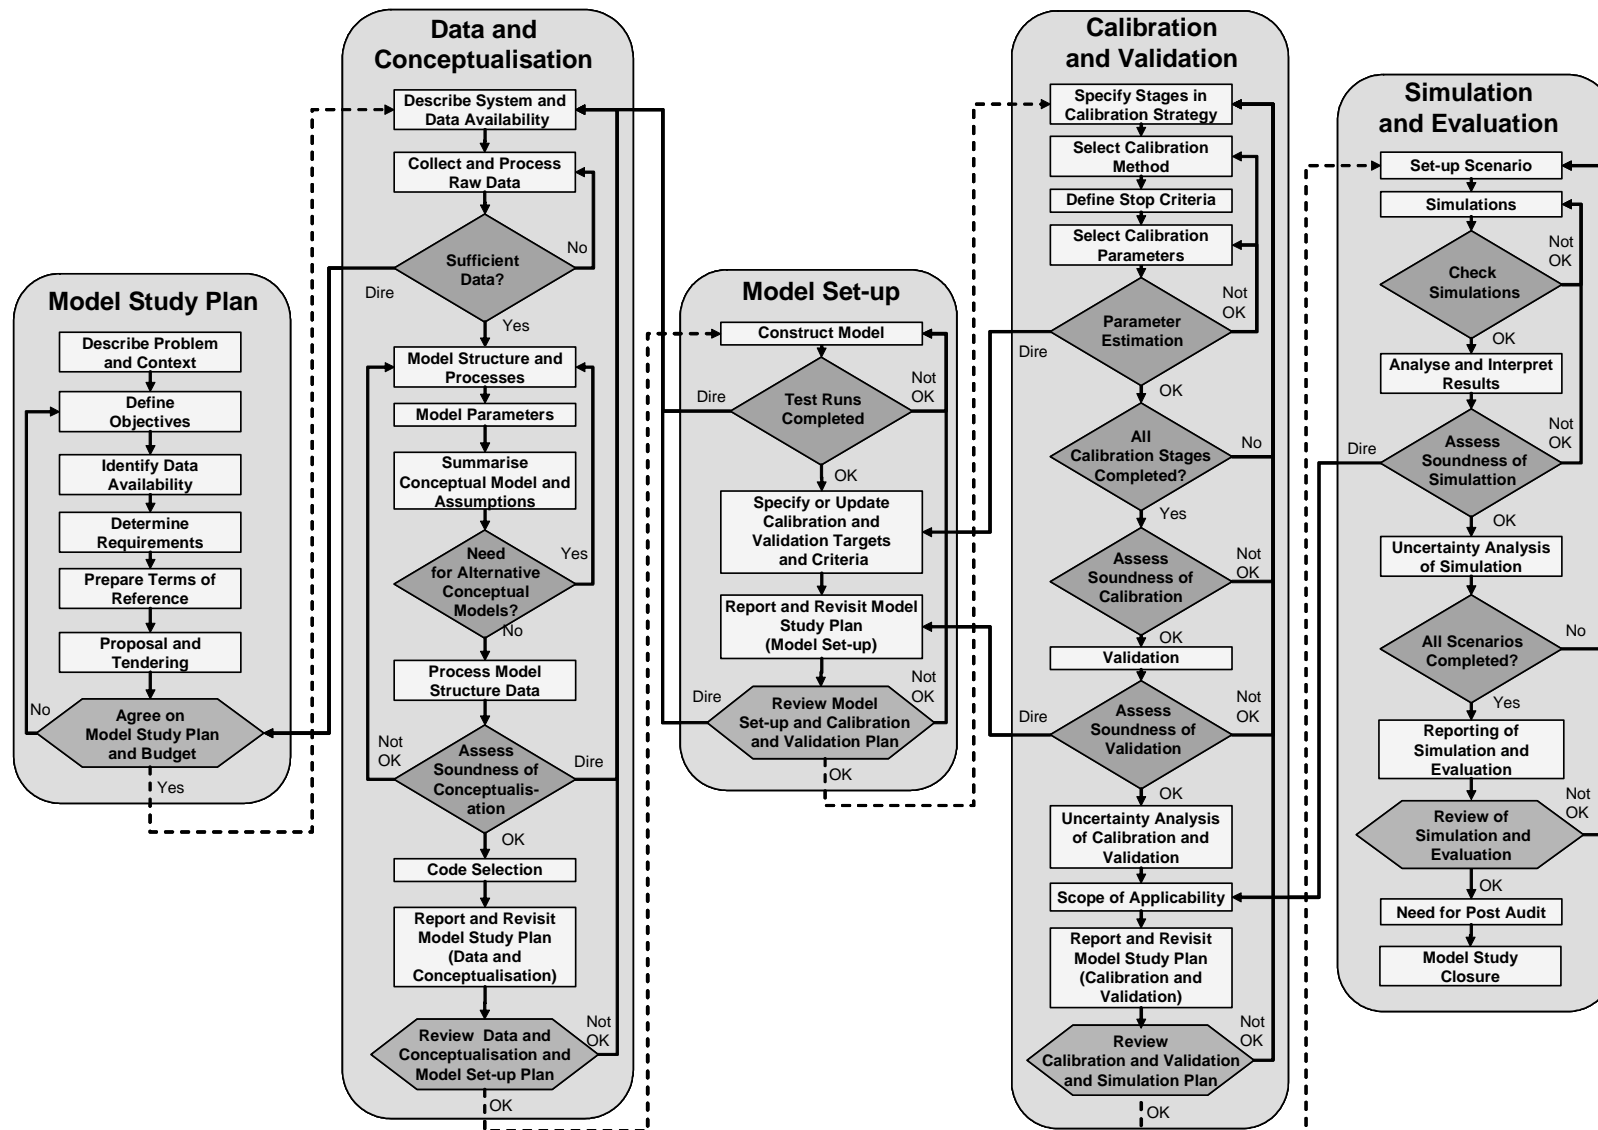 Model Study Plan
Describe Problem
and Context
Define
Objectives
Identify Data
Availability
Determine
Requirements
Prepare Terms of
Reference
Proposal and
Tendering
No
Agree on
Model Study Plan
and Budget
Yes
Data and
Conceptualisation
Describe System and
Data Availability
Collect and Process
Raw Data
No
Sufficient
Data?
Dire
Yes
Model Structure and
Processes
Model Parameters
Summarise
Conceptual Model and
Assumptions
Need
for Alternative
Conceptual
Models?
Yes
No
Process Model
Structure Data
Not
OK
Assess
Soundness of
Conceptualis-
ation
Dire
OK
Code Selection
Report and Revisit
Model Study Plan
(Data and
Conceptualisation)
Not
OK
Review Data and
Conceptualisation and
Model Set-up Plan
OK
Model Set-up
Construct Model
Dire
Not
OK
Test Runs
Completed
OK
Specify or Update
Calibration and
Validation Targets
and Criteria
Report and Revisit Model
Study Plan
(Model Set-up)
Dire
Not
OK
Review Model
Set-up and Calibration
and Validation Plan
OK
Calibration
and Validation
Specify Stages in
Calibration Strategy
Select Calibration
Method
Define Stop Criteria
Select Calibration
Parameters
Not
OK
Parameter
Estimation
Dire
OK
All
Calibration Stages
Completed?
No
Yes
Assess
Soundness of
Calibration
Not
OK
OK
Validation
Dire
Assess
Soundness of
Validation
Not
OK
OK
Uncertainty Analysis
of Calibration and
Validation
Scope of Applicability
Report and Revisit
Model Study Plan
(Calibration and
Validation)
Not
OK
Review
Calibration and Validation
and Simulation Plan
OK
Simulation
and Evaluation
Set-up Scenario
Simulations
Not
OK
Check
Simulations
OK
Analyse and Interpret
Results
Dire
Not
OK
Assess
Soundness of
Simulattion
OK
Uncertainty Analysis
of Simulation
All Scenarios
Completed?
No
Yes
Reporting of
Simulation and
Evaluation
Not
OK
Review of
Simulation and
Evaluation
OK
Need for Post Audit
Model Study
Closure